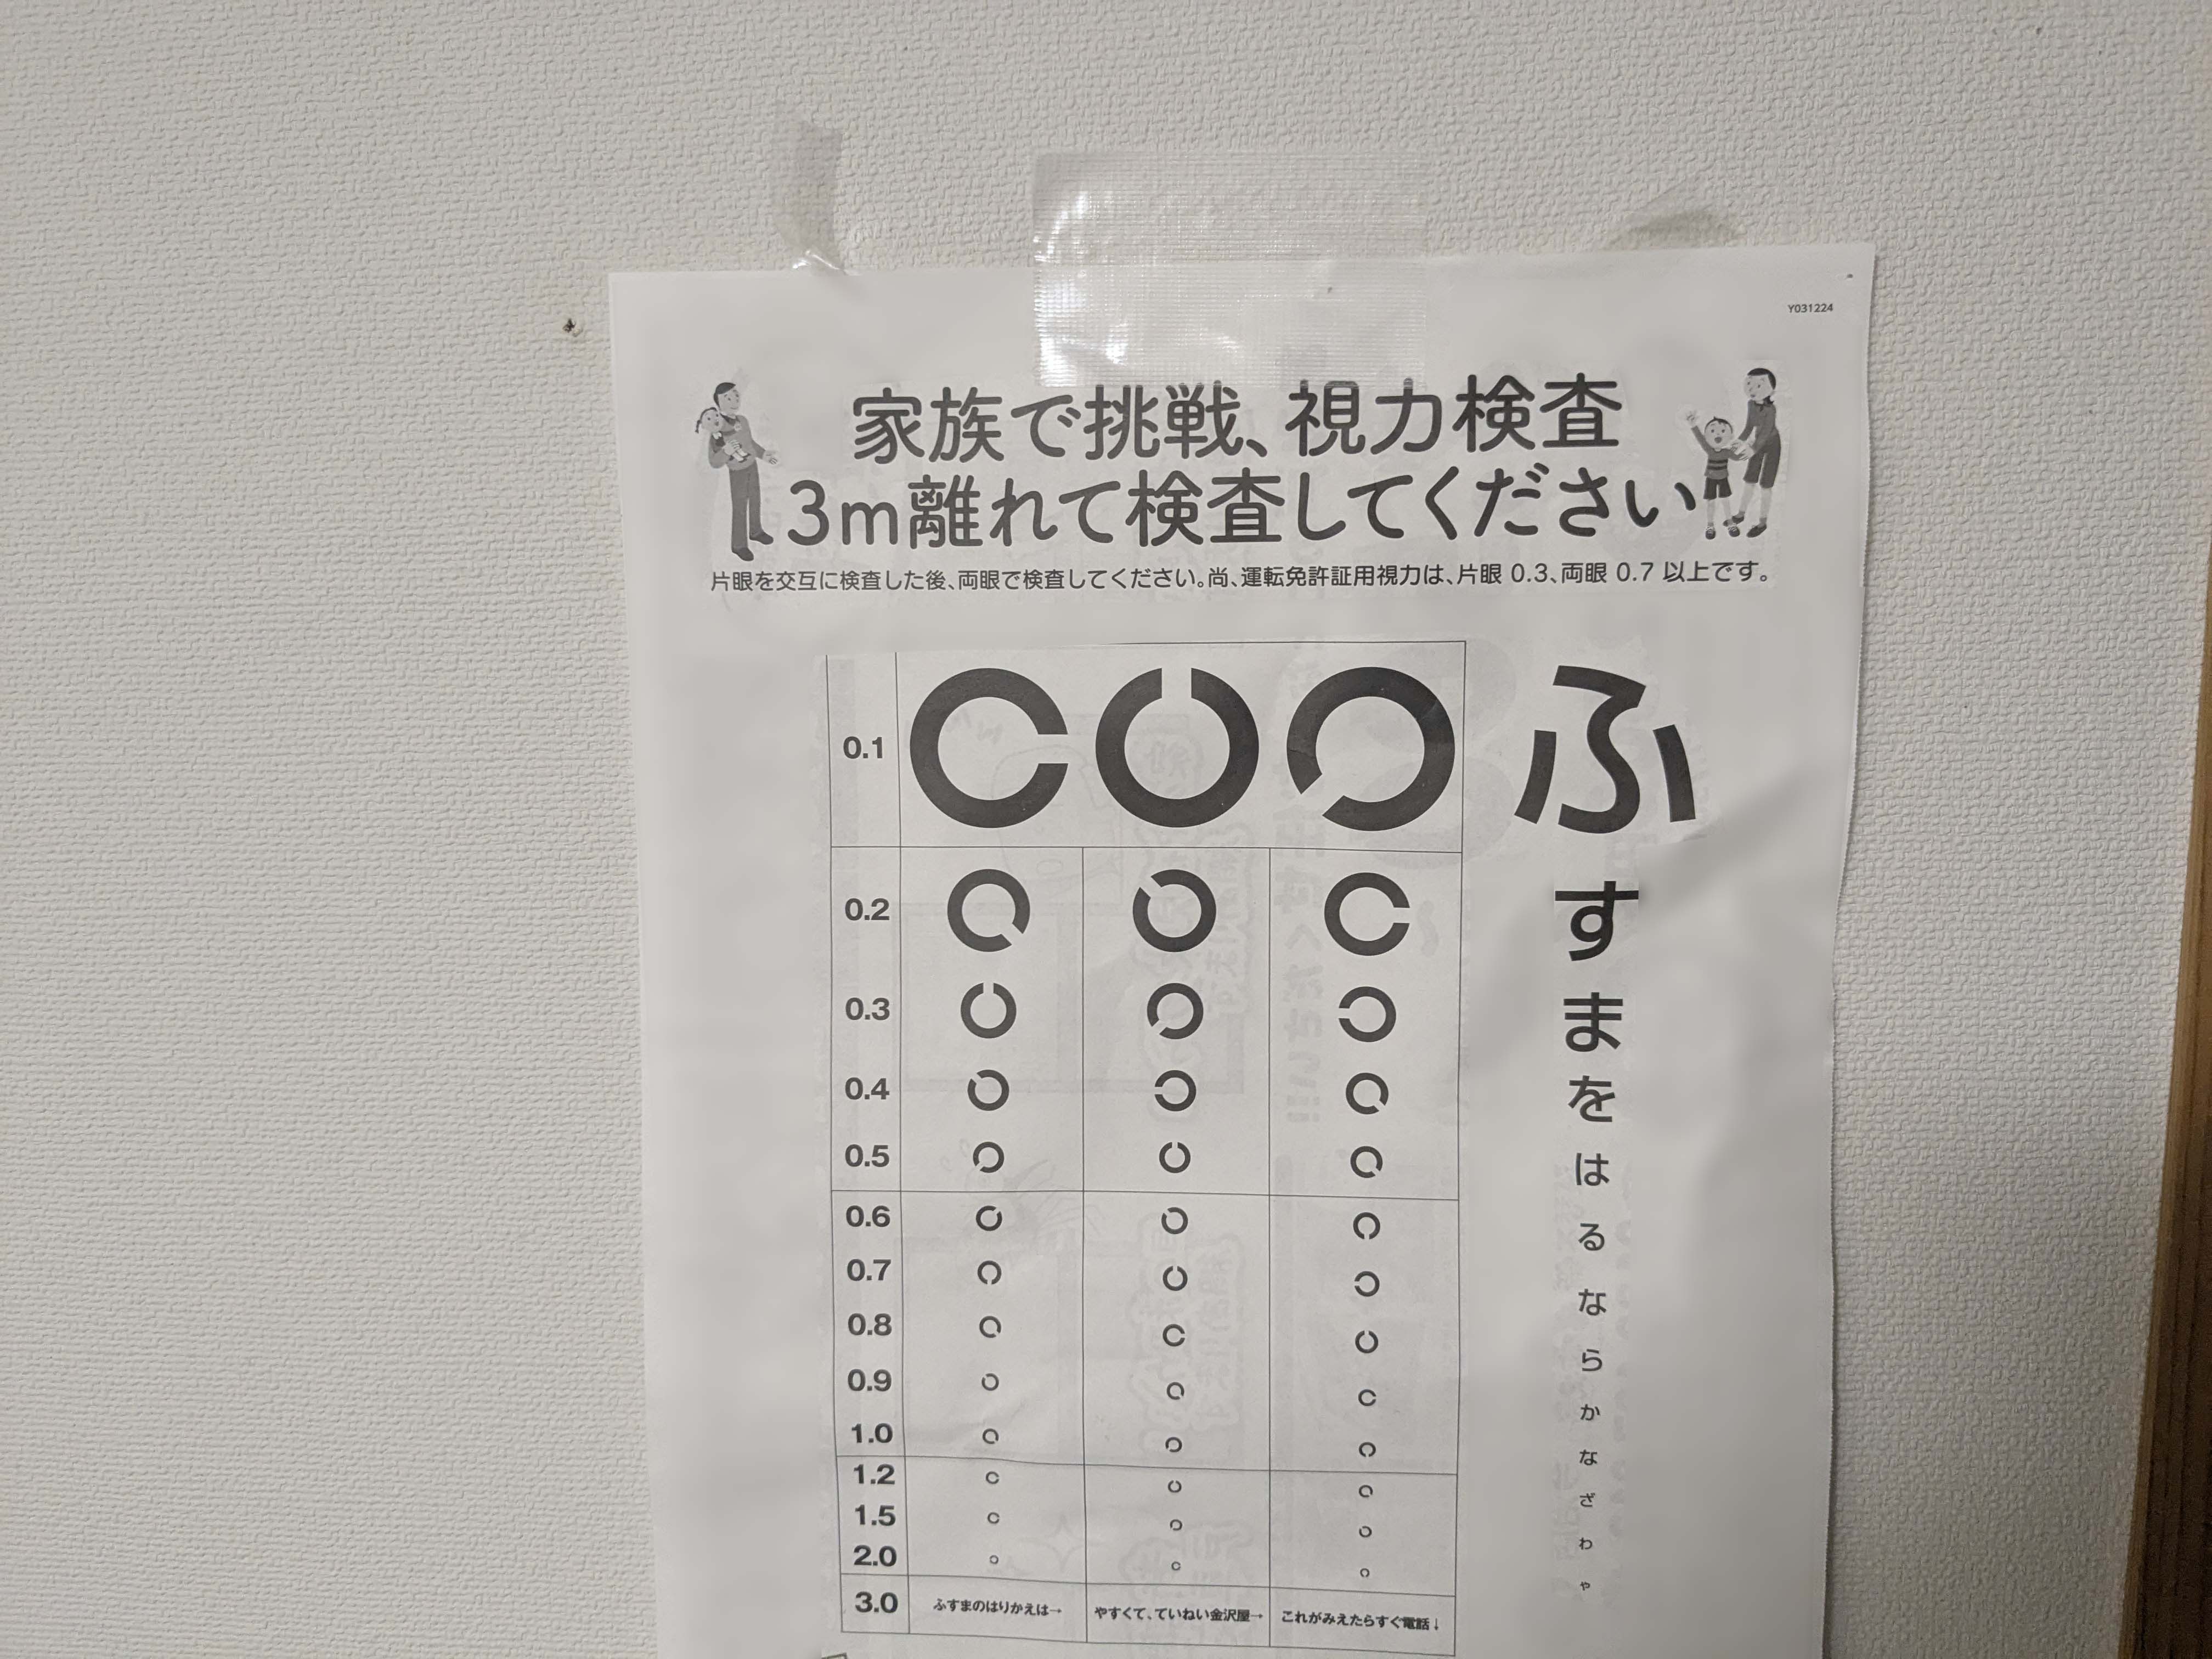 Y031224
家族で挑戦、視力検査
3m離れて検査してください
片眼を交互に検査した後、両眼で検査してください。尚、運転免許証用視力は、片眼 0.3、両眼 0.7 以上です。
0.1
0.2
0.3
0.4
0.5
0.6
0.7
0.8
0.9
1.0
1.2
1.5
2.0
3.0 ふすまのはりかえは→ やすくて、ていねい金沢屋→ これがみえたらすぐ電話↓
ふすまをはるならかなざわや